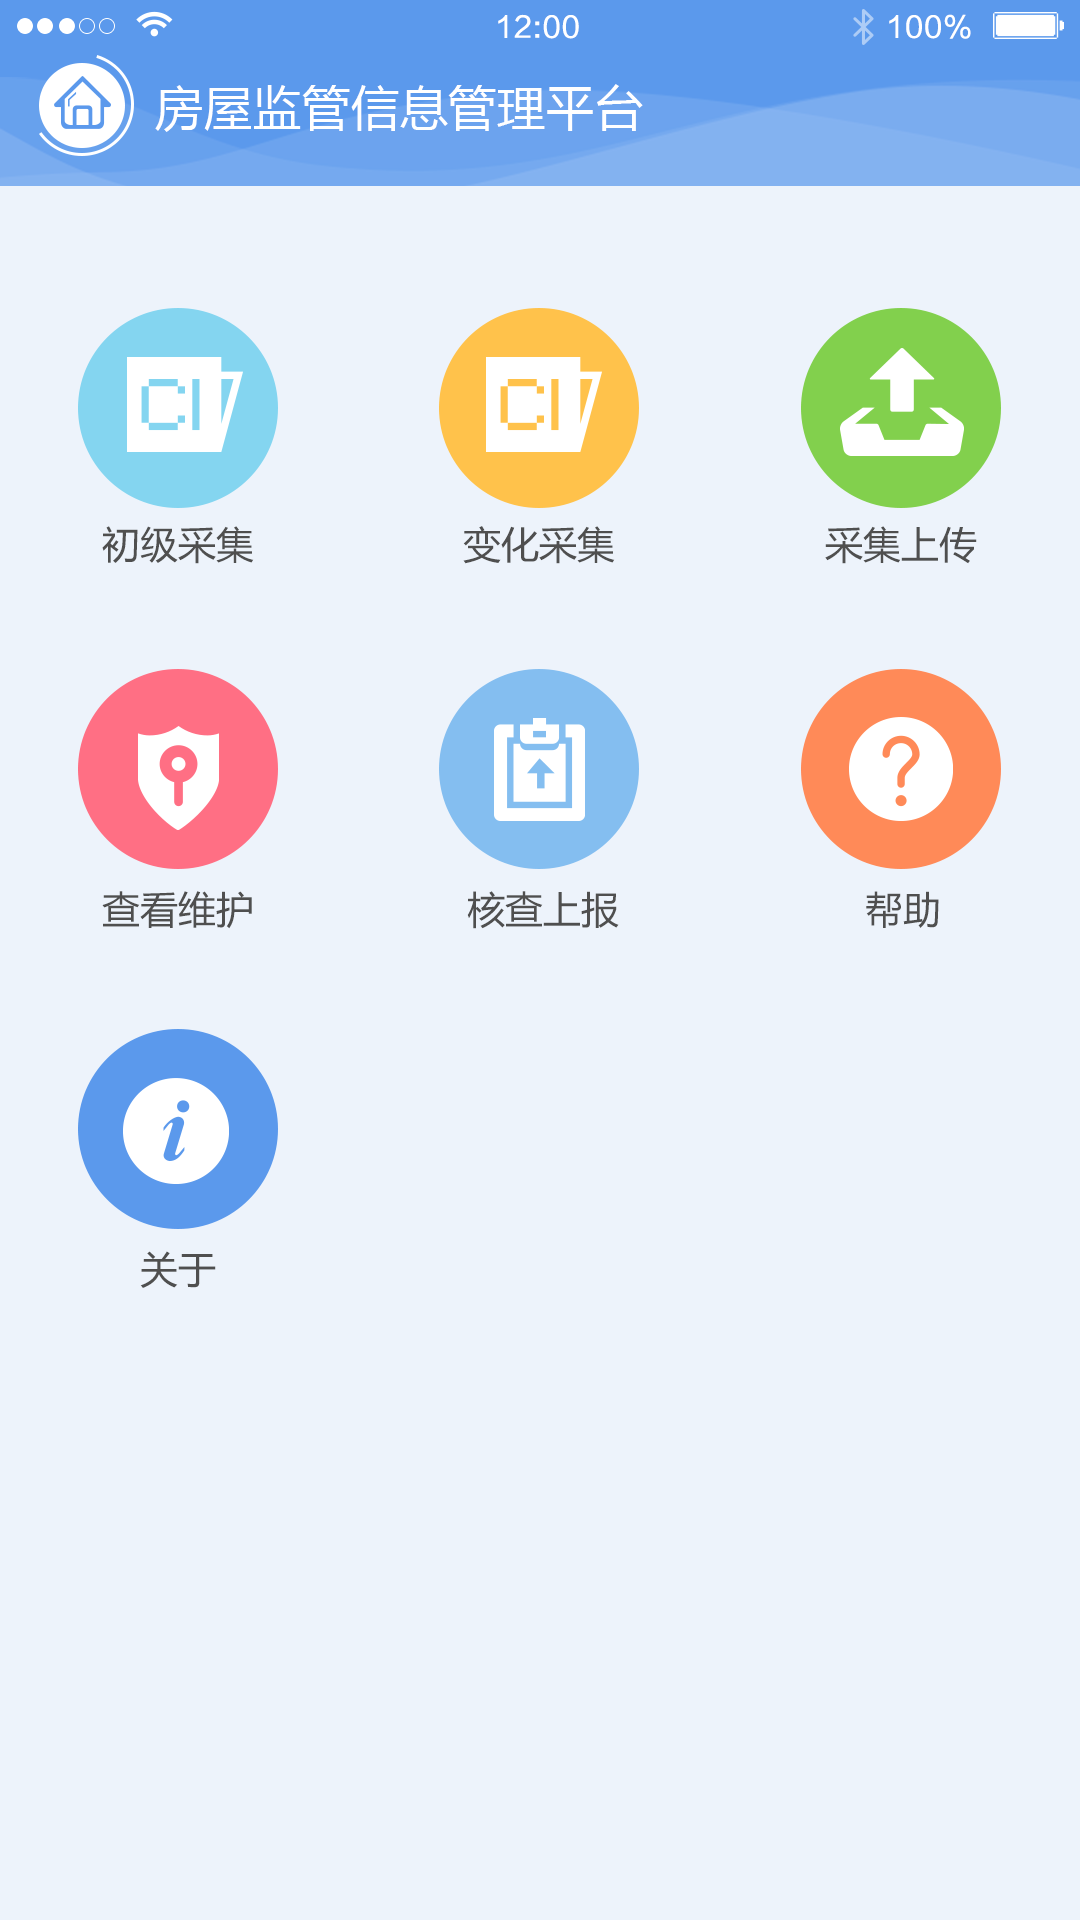 12:00 100%
房屋监管信息管理平台
初级采集 变化采集 采集上传
查看维护 核查上报 帮助
关于